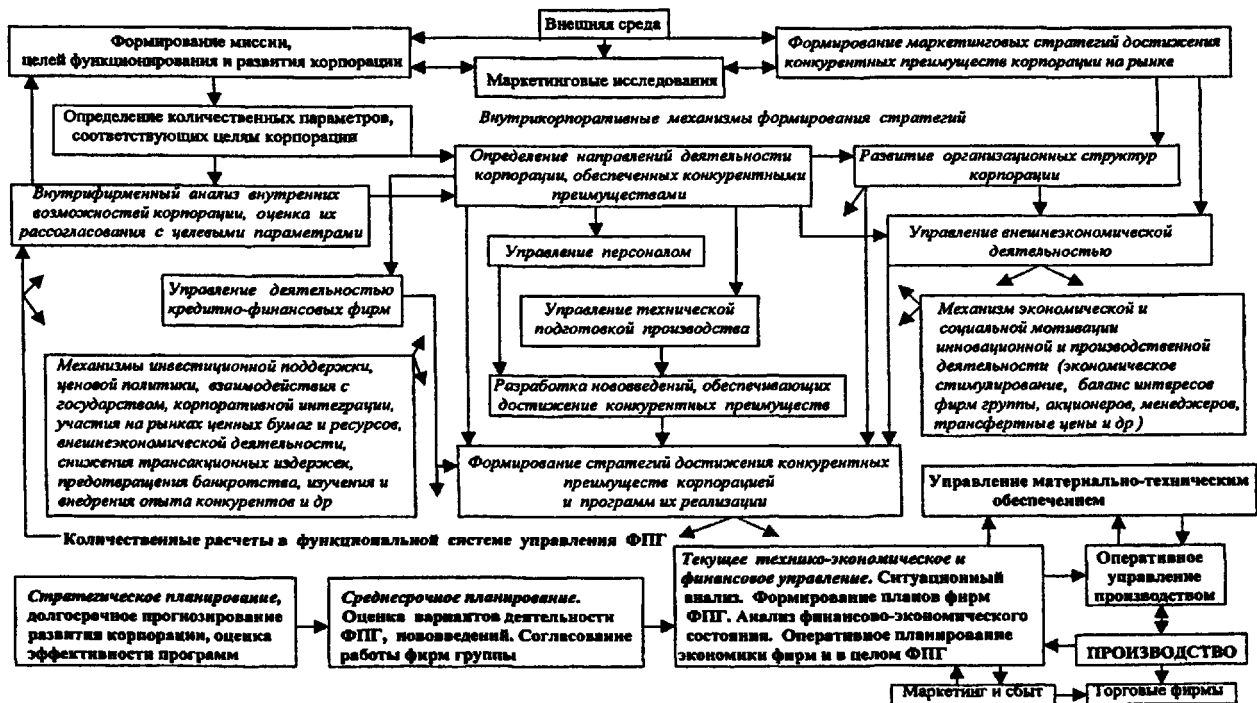 Внешняя среда
Формирование миссии,
целей функционирования и развития корпорации
Маркетинговые исследования
Формирование маркетинговых стратегий достижения
конкурентных преимуществ корпорации на рынке
Определение количественных параметров,
соответствующих целям корпорации
Внутрикорпоративные механизмы формирования стратегий
Определение направлений деятельности
корпорации, обеспеченных конкурентными
преимуществами
Развитие организационных структур
корпорации
Внутрифирменный анализ внутренних
возможностей корпорации, оценка их
рассогласования с целевыми параметрами
Управление персоналом
Управление внешнеэкономической
деятельностью
Управление деятельностью
кредитно-финансовых фирм
Управление технической
подготовкой производства
Механизм экономической и
социальной мотивации
инновационной и производственной
деятельности (экономическое
стимулирование, баланс интересов
фирм группы, акционеров, менеджеров,
трансфертные цены и др )
Механизмы инвестиционной поддержки,
ценовой политики, взаимодействия с
государством, корпоративной интеграции,
участия на рынках ценных бумаг и ресурсов,
внешнеэкономической деятельности,
снижения трансакционных издержек,
предотвращения банкротства, изучения и
внедрения опыта конкурентов и др
Разработка нововведений, обеспечивающих
достижение конкурентных преимуществ
Формирование стратегий достижения конкурентных
преимуществ корпорацией
и программ их реализации
Управление материально-техническим
обеспечением
Количественные расчеты в функциональной системе управления ФПГ
Стратегическое планирование,
долгосрочное прогнозирование
развития корпорации, оценка
эффективности программ
Среднесрочное планирование.
Оценка вариантов деятельности
ФПГ, нововведений. Согласование
работы фирм группы
Текущее технико-экономическое и
финансовое управление. Ситуационный
анализ. Формирование планов фирм
ФПГ. Анализ финансово-экономического
состояния. Оперативное планирование
экономики фирм и в целом ФПГ
Оперативное
управление
производством
ПРОИЗВОДСТВО
Маркетинг и сбыт
Торговые фирмы